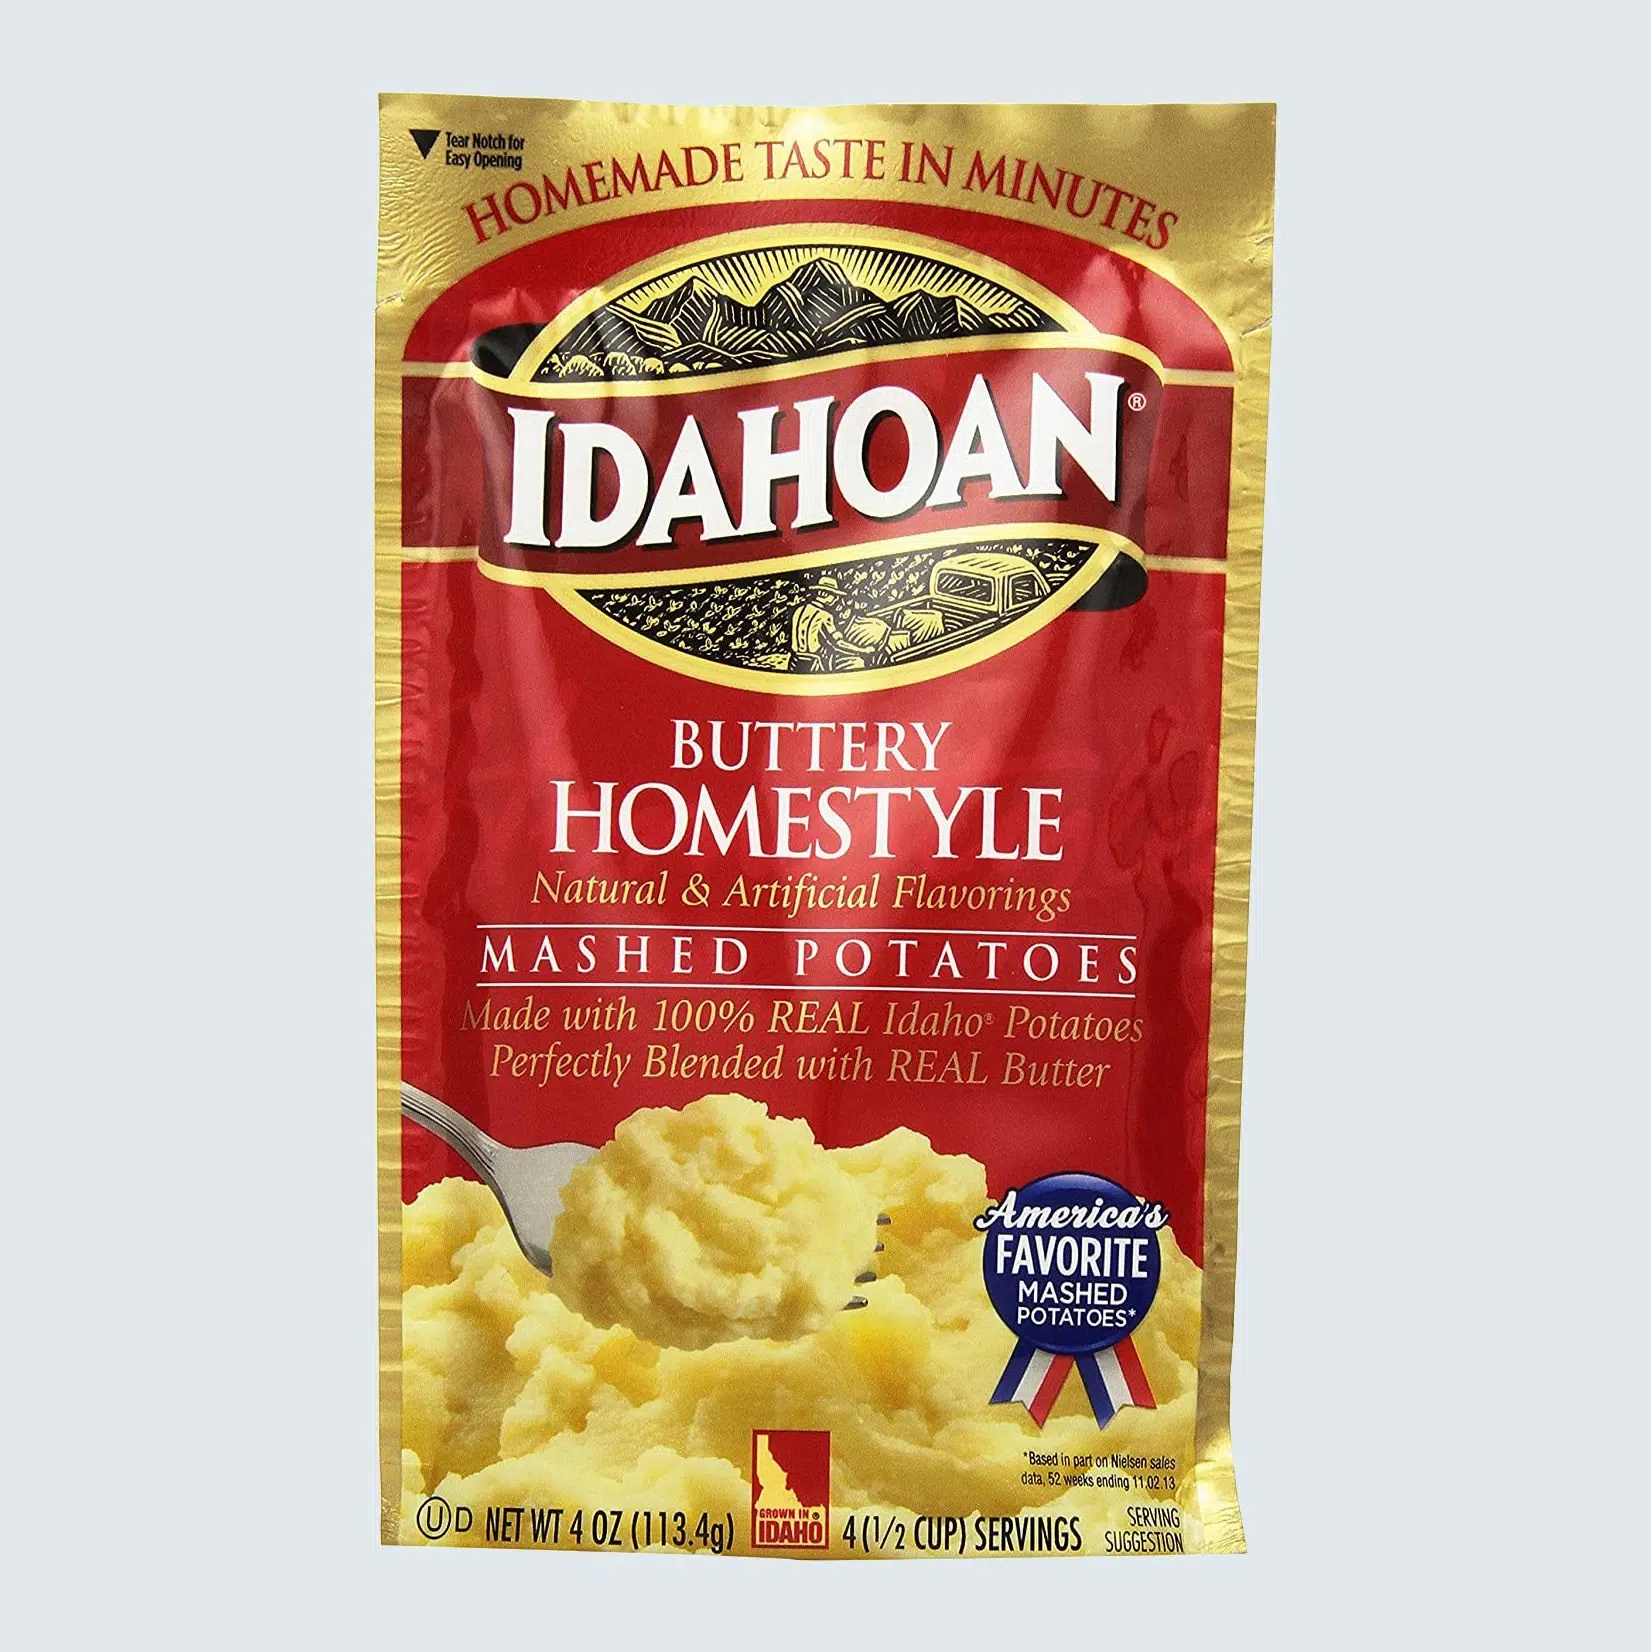 Tear Notch for
Easy Opening
HOMEMADE TASTE IN MINUTES
IDAHOAN®
BUTTERY
HOMESTYLE
Natural & Artificial Flavorings
MASHED POTATOES
Made with 100% REAL Idaho® Potatoes
Perfectly Blended with REAL Butter
America's
FAVORITE
MASHED
POTATOES*
*Based in part on Nielsen sales
data, 52 weeks ending 11.02.13
U D NET WT 4 OZ (113.4g)
GROWN IN ®
IDAHO
4 (1/2 CUP) SERVINGS
SERVING
SUGGESTION